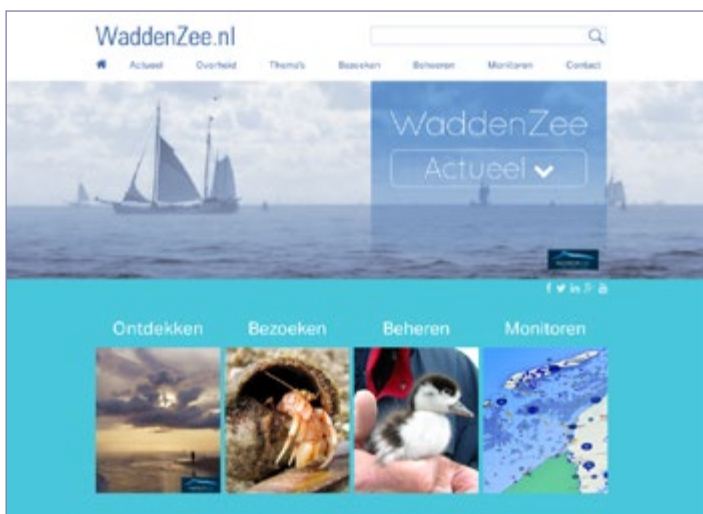 WaddenZee.nl
Actueel Overheid Thema's Bezoeken Beheren Monitoren Contact
WaddenZee
Actueel
Ontdekken Bezoeken Beheren Monitoren